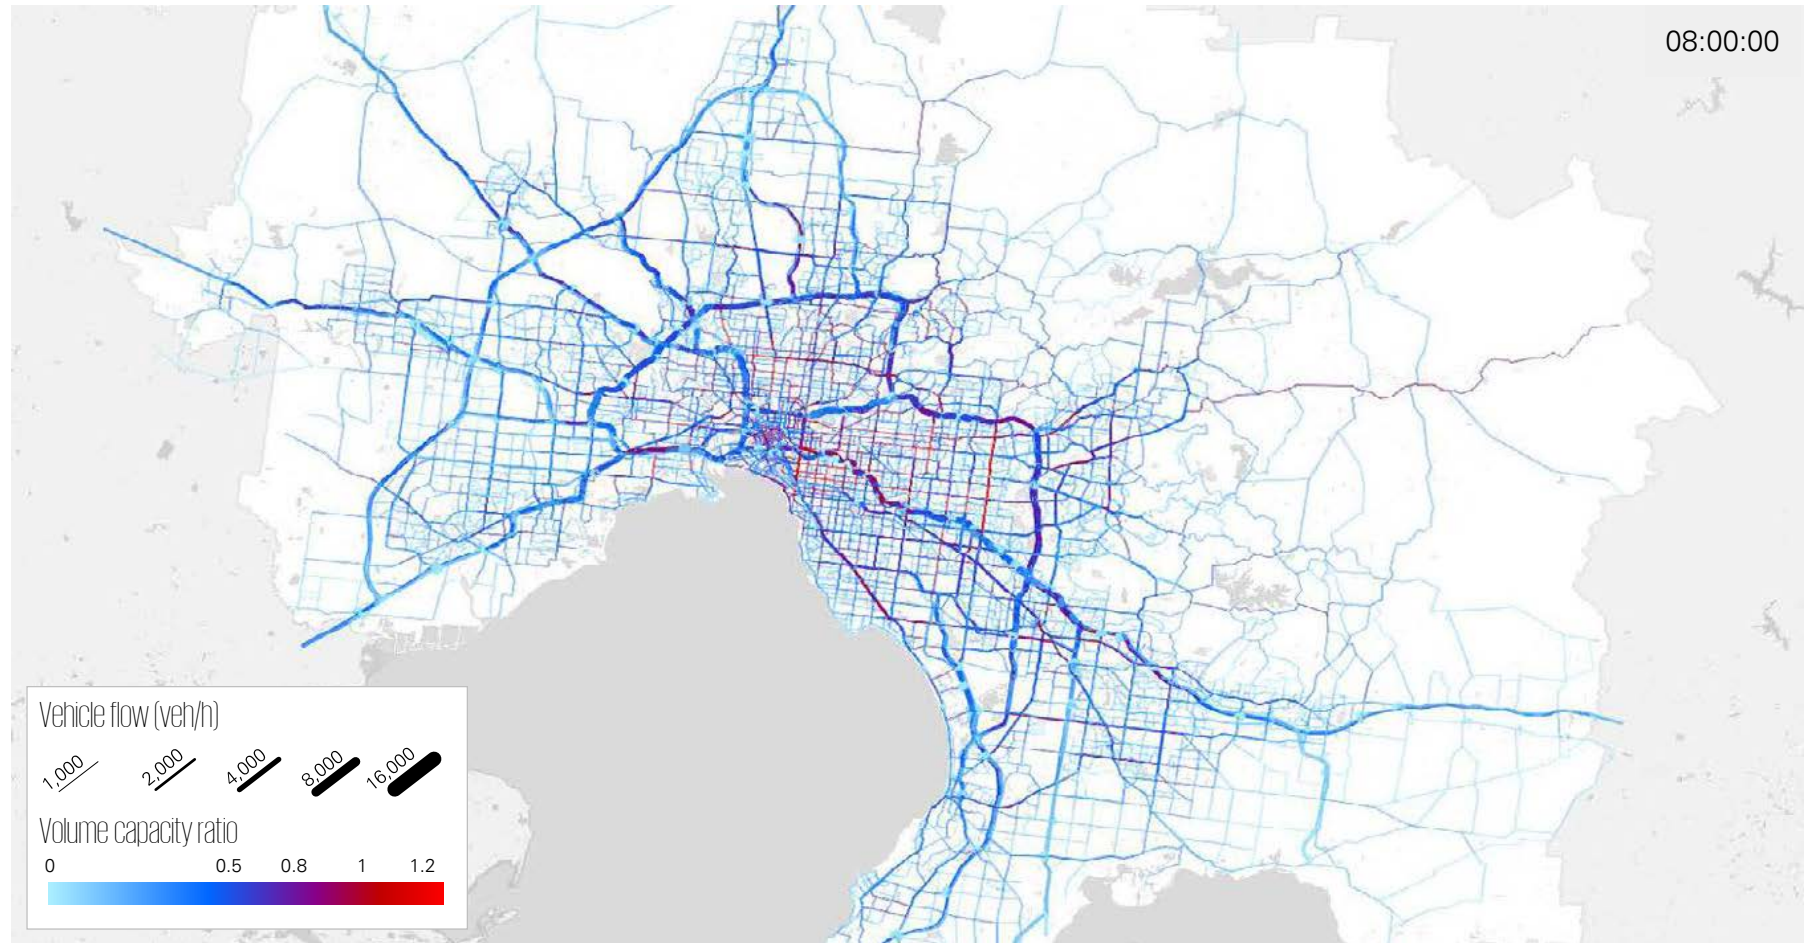 08:00:00
Vehicle flow (veh/h)
1,000 2,000 4,000 8,000 16,000
Volume capacity ratio
0 0.5 0.8 1 1.2